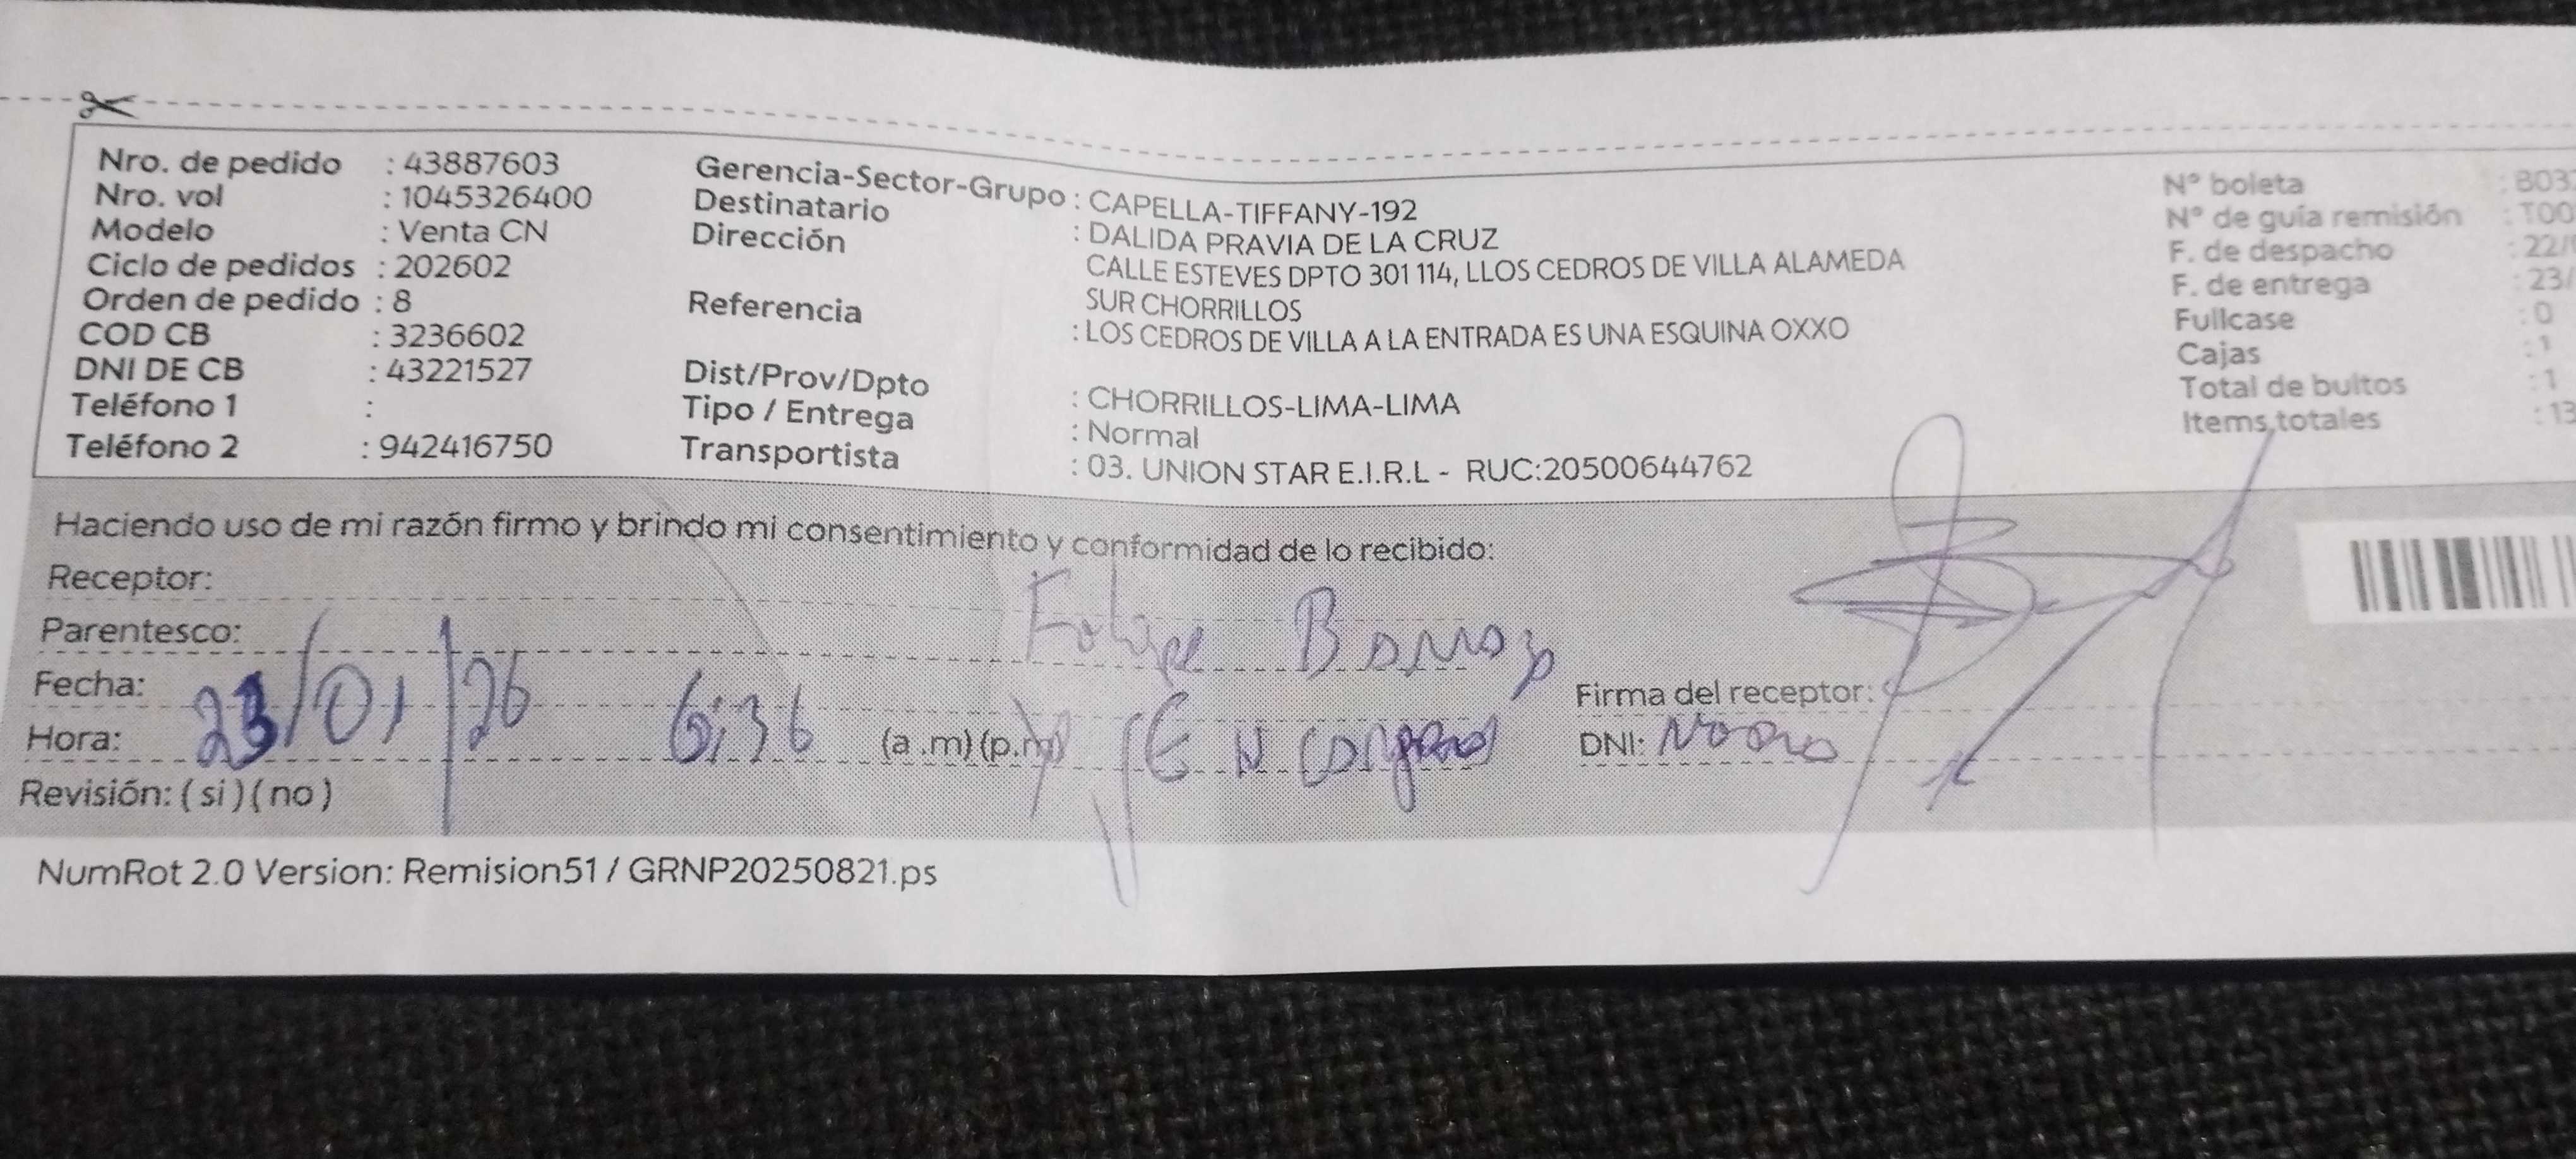 Nro. de pedido : 43887603
Nro. vol : 1045326400
Modelo : Venta CN
Ciclo de pedidos : 202602
Orden de pedido : 8
COD CB : 3236602
DNI DE CB : 43221527
Teléfono 1 :
Teléfono 2 : 942416750
Gerencia-Sector-Grupo : CAPELLA-TIFFANY-192
Destinatario : DALIDA PRAVIA DE LA CRUZ
Dirección CALLE ESTEVES DPTO 301 114, LLOS CEDROS DE VILLA ALAMEDA
SUR CHORRILLOS
Referencia : LOS CEDROS DE VILLA A LA ENTRADA ES UNA ESQUINA OXXO
Dist/Prov/Dpto : CHORRILLOS-LIMA-LIMA
Tipo / Entrega : Normal
Transportista : 03. UNION STAR E.I.R.L - RUC:20500644762
N° boleta : B03
N° de guía remisión : T00
F. de despacho : 22/
F. de entrega : 23/
Fullcase : 0
Cajas : 1
Total de bultos : 1
Items totales : 13
Haciendo uso de mi razón firmo y brindo mi consentimiento y conformidad de lo recibido:
Receptor:
Parentesco:
Fecha: 23/01/26
Hora: 6:36 (a .m) (p.m)
Revisión: ( si ) ( no )
Firma del receptor:
DNI:
NumRot 2.0 Version: Remision51 / GRNP20250821.ps